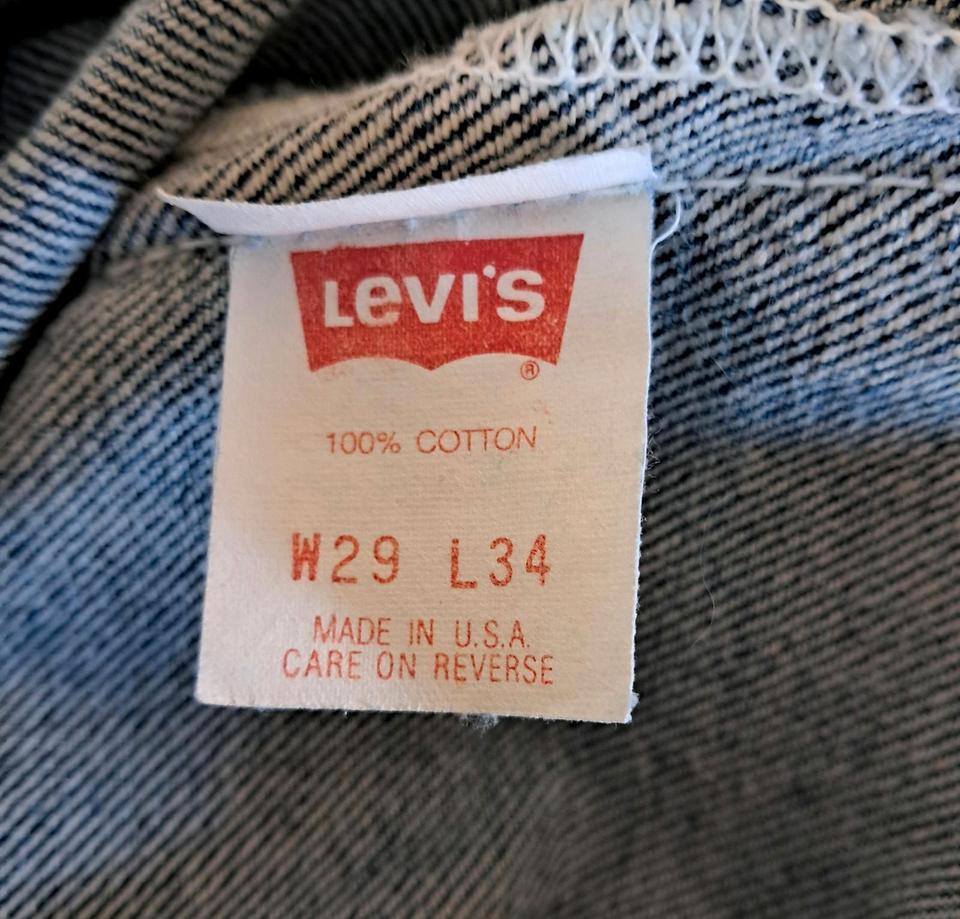 Levi's
®
100% COTTON
W29 L34
MADE IN U.S.A.
CARE ON REVERSE